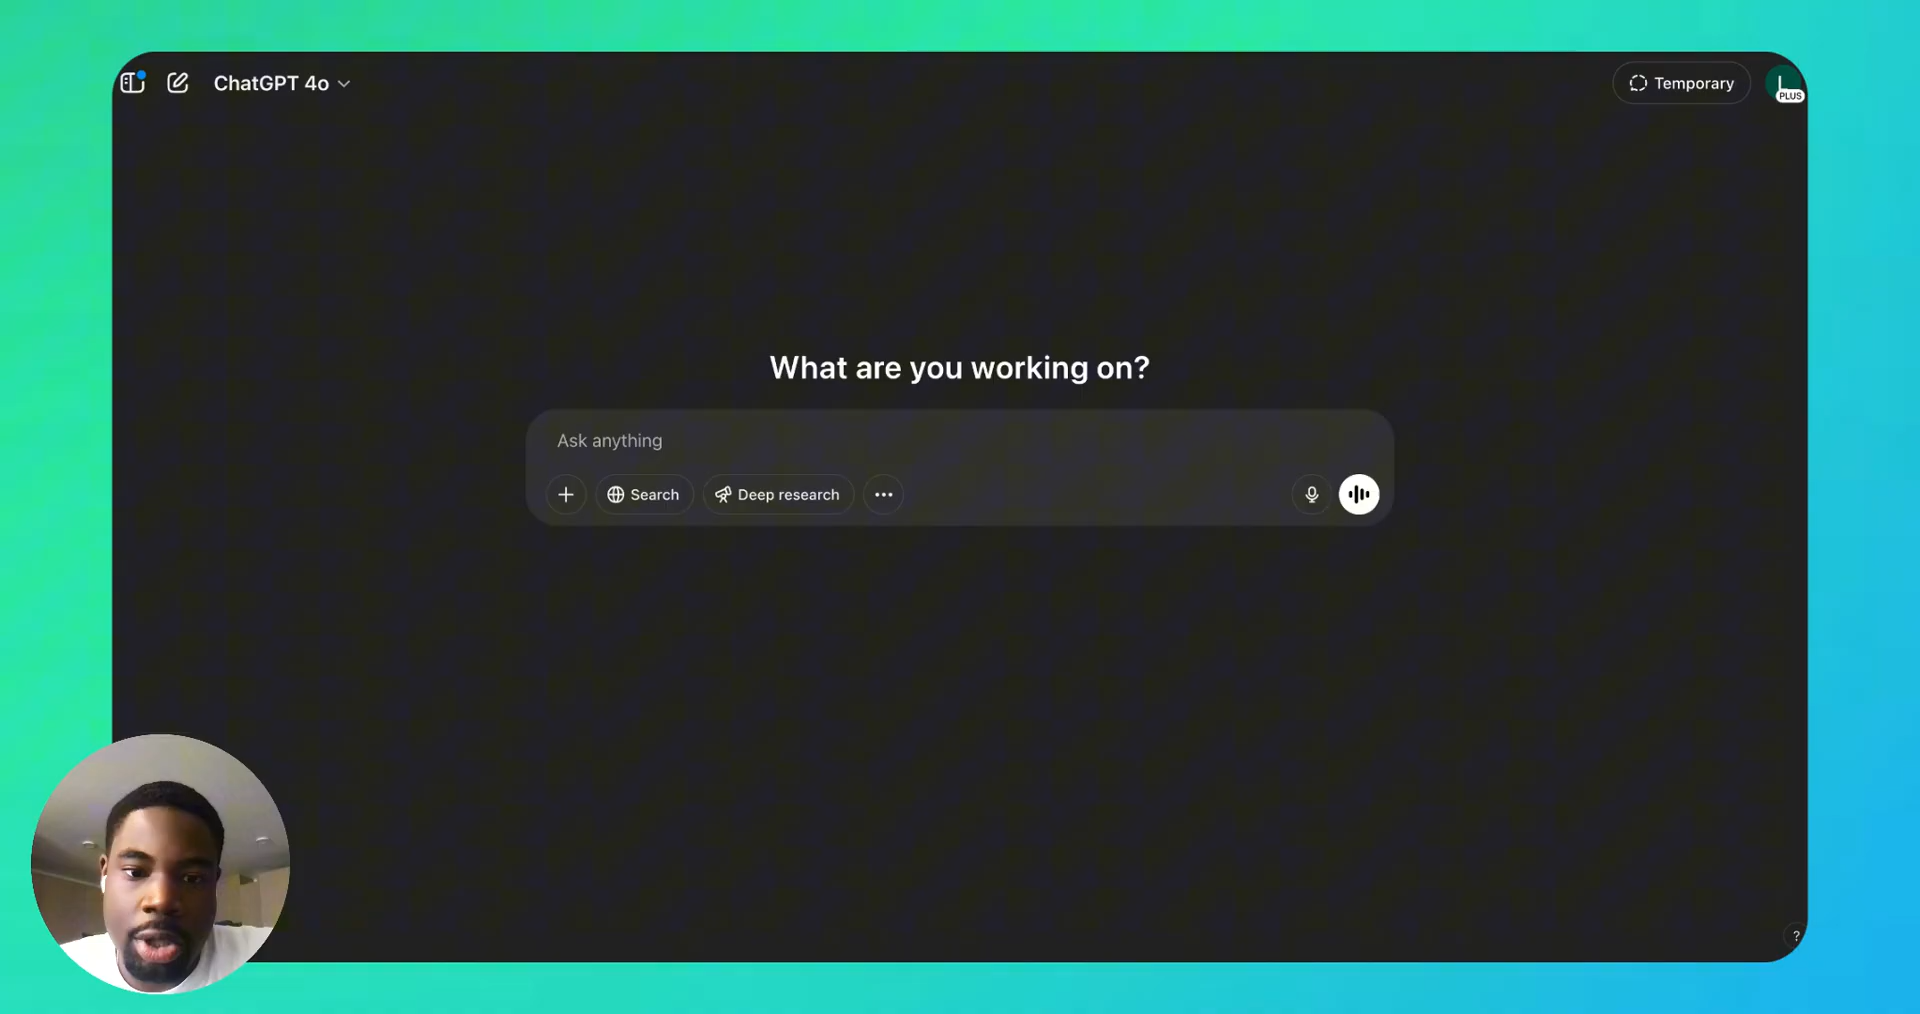 ChatGPT 4o
Temporary
L
PLUS
What are you working on?
Ask anything
Search
Deep research
?